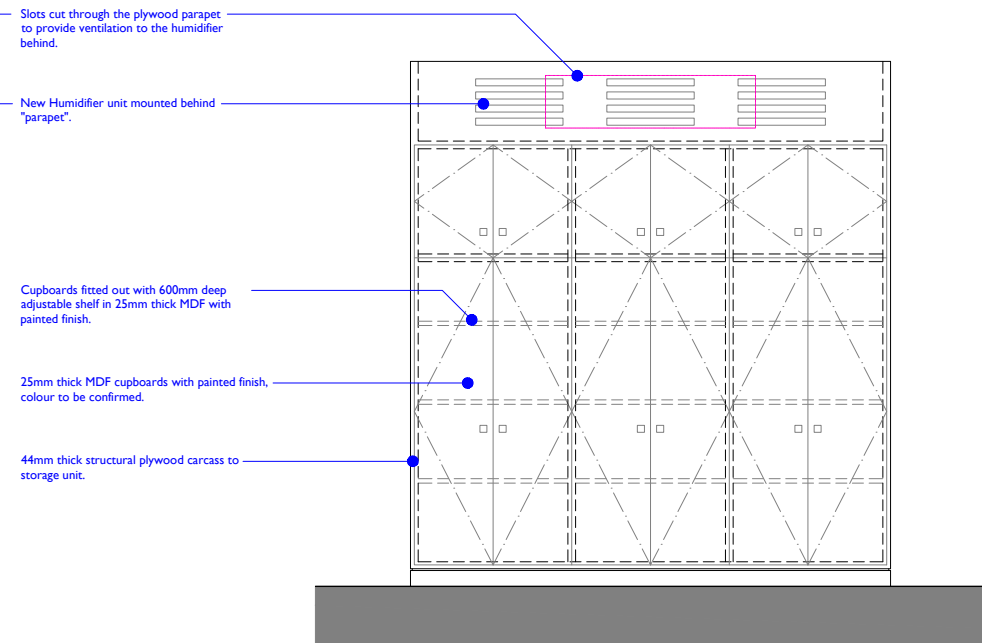 Slots cut through the plywood parapet
to provide ventilation to the humidifier
behind.
New Humidifier unit mounted behind
"parapet".
Cupboards fitted out with 600mm deep
adjustable shelf in 25mm thick MDF with
painted finish.
25mm thick MDF cupboards with painted finish,
colour to be confirmed.
44mm thick structural plywood carcass to
storage unit.